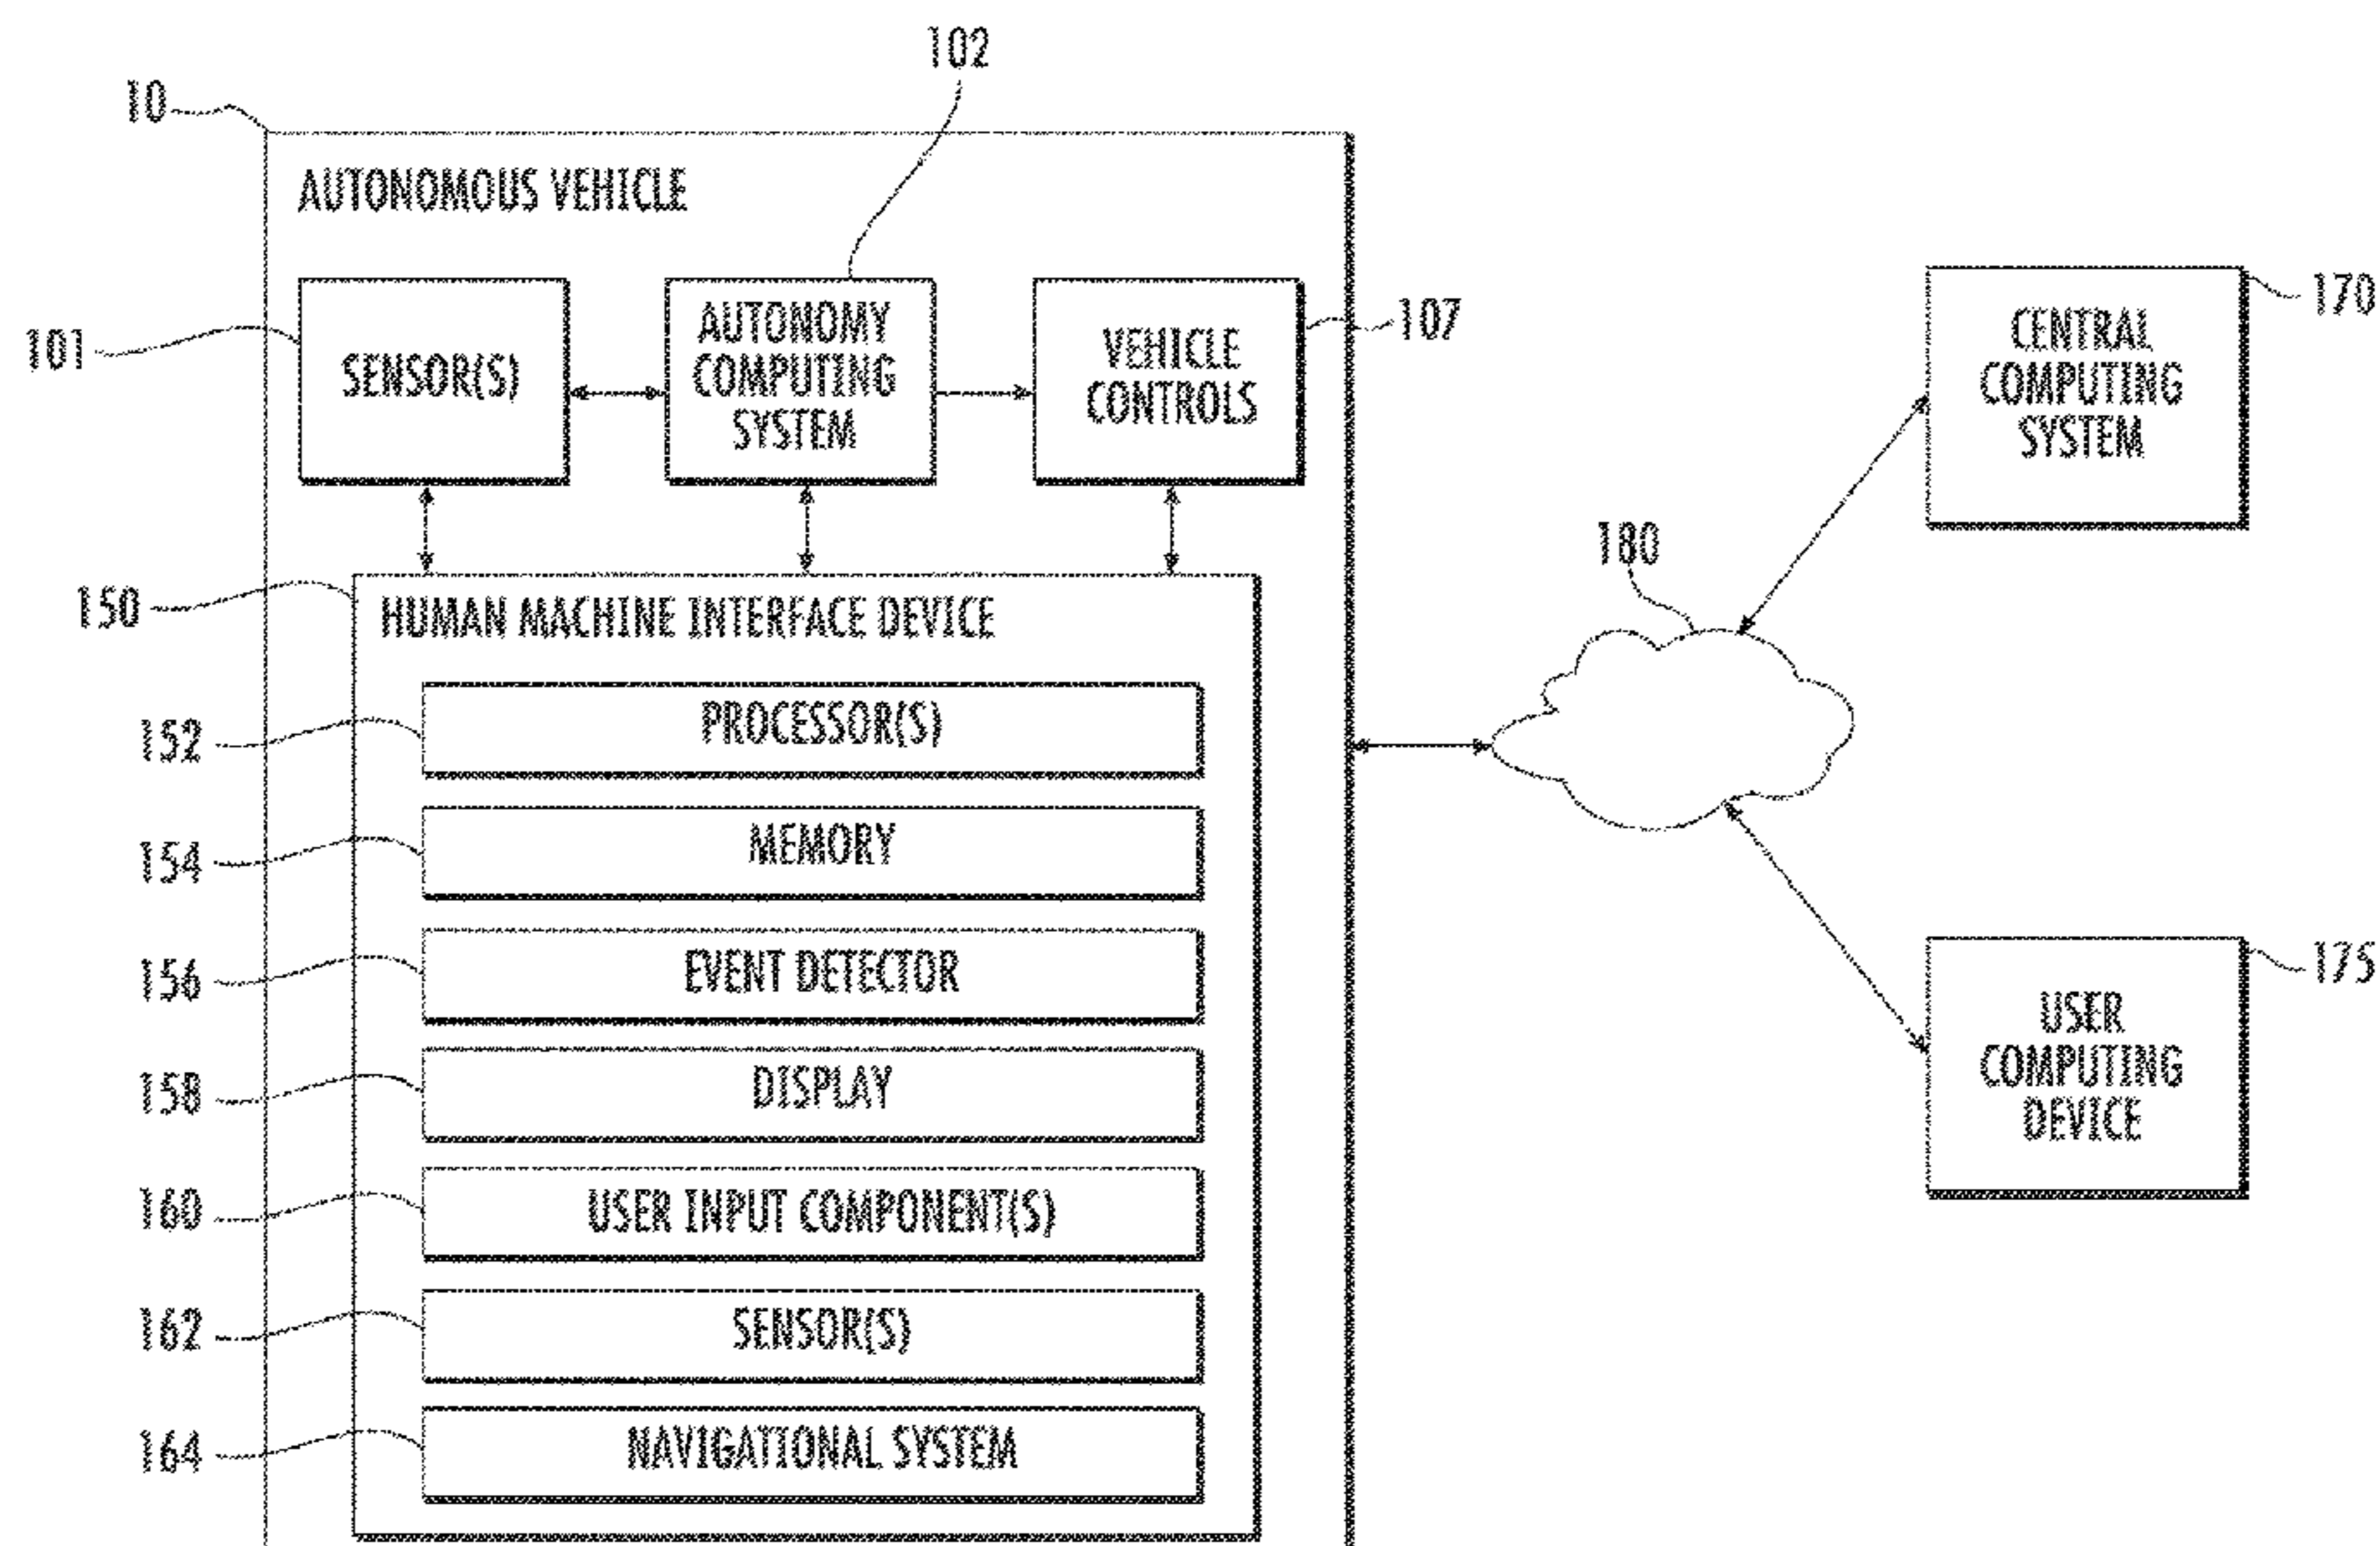 102
10
AUTONOMOUS VEHICLE
101
SENSOR(S)
AUTONOMY
COMPUTING
SYSTEM
VEHICLE
CONTROLS
107
CENTRAL
COMPUTING
SYSTEM
170
180
150
HUMAN MACHINE INTERFACE DEVICE
152
PROCESSOR(S)
154
MEMORY
156
EVENT DETECTOR
158
DISPLAY
160
USER INPUT COMPONENT(S)
162
SENSOR(S)
164
NAVIGATIONAL SYSTEM
USER
COMPUTING
DEVICE
175